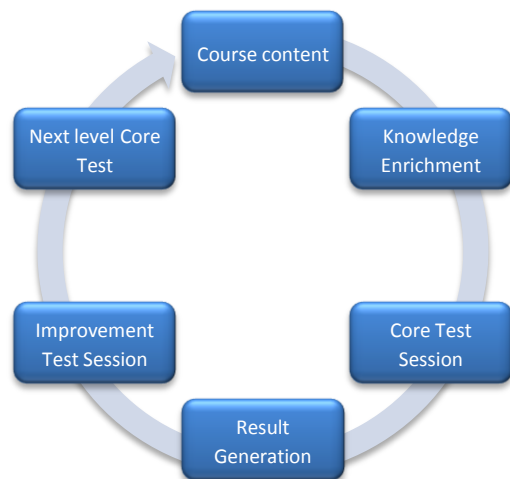 Course content
Knowledge
Enrichment
Core Test
Session
Result
Generation
Improvement
Test Session
Next level Core
Test